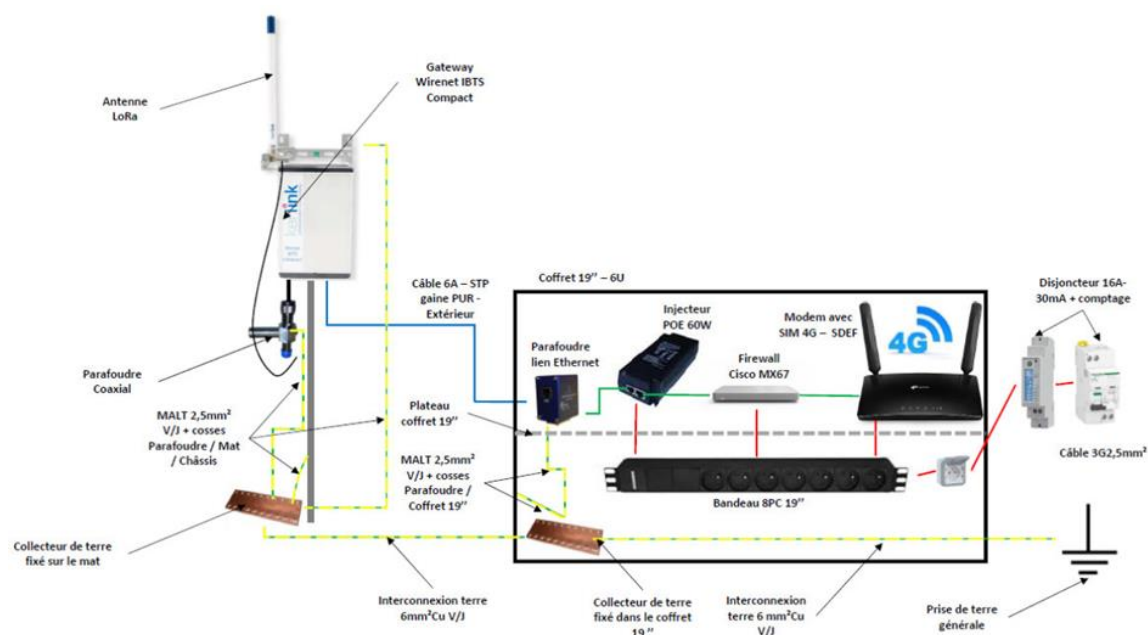 Antenne
LoRa
Gateway
Wirenet IBTS
Compact
link
Parafoudre
Coaxial
MALT 2,5mm²
V/J + cosses
Parafoudre / Mat
/ Châssis
Collecteur de terre
fixé sur le mat
Câble 6A – STP
gaine PUR -
Extérieur
Coffret 19’’ – 6U
Parafoudre
lien Ethernet
Injecteur
POE 60W
Firewall
Cisco MX67
Modem avec
SIM 4G – SDEF
4G
Disjoncteur 16A-
30mA + comptage
Câble 3G2,5mm²
Plateau
coffret 19’’
MALT 2,5mm²
V/J + cosses
Parafoudre /
Coffret 19’’
Bandeau 8PC 19’’
Interconnexion terre
6mm²Cu V/J
Collecteur de terre
fixé dans le coffret
19 ’’
Interconnexion
terre 6 mm²Cu
V/J
Prise de terre
générale